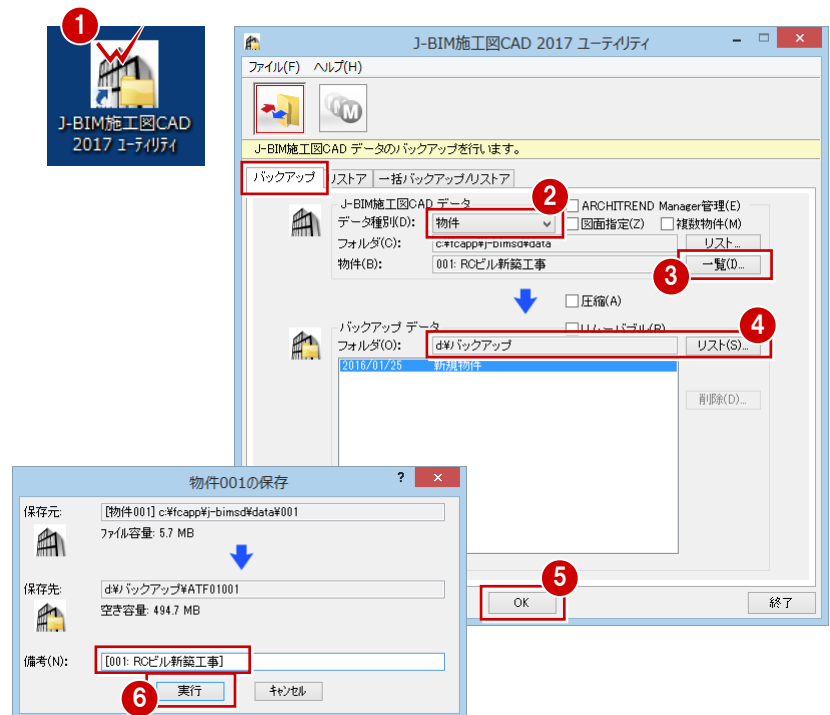 1
J-BIM施工図CAD
2017 ユーティリティ
J-BIM施工図CAD 2017 ユーティリティ
ファイル(F) ヘルプ(H)
J-BIM施工図CAD データのバックアップを行います。
バックアップ リストア 一括バックアップ/リストア
2
J-BIM施工図CAD データ
ARCHITREND Manager管理(E)
データ種別(D): 物件 図面指定(Z) 複数物件(M)
フォルダ(C): c:¥fcapp¥j-bimsd¥data リスト...
3
物件(B): 001: RCビル新築工事 一覧(I)...
圧縮(A)
バックアップ データ リムーバブル(R)
4
フォルダ(O): d¥バックアップ リスト(S)...
2016/01/25 新規物件
削除(D)...
5
OK 終了
物件001の保存 ?
保存元: [物件001] c:¥fcapp¥j-bimsd¥data¥001
ファイル容量: 5.7 MB
保存先: d¥バックアップ¥ATF01001
空き容量: 494.7 MB
備考(N): [001: RCビル新築工事]
6
実行 キャンセル